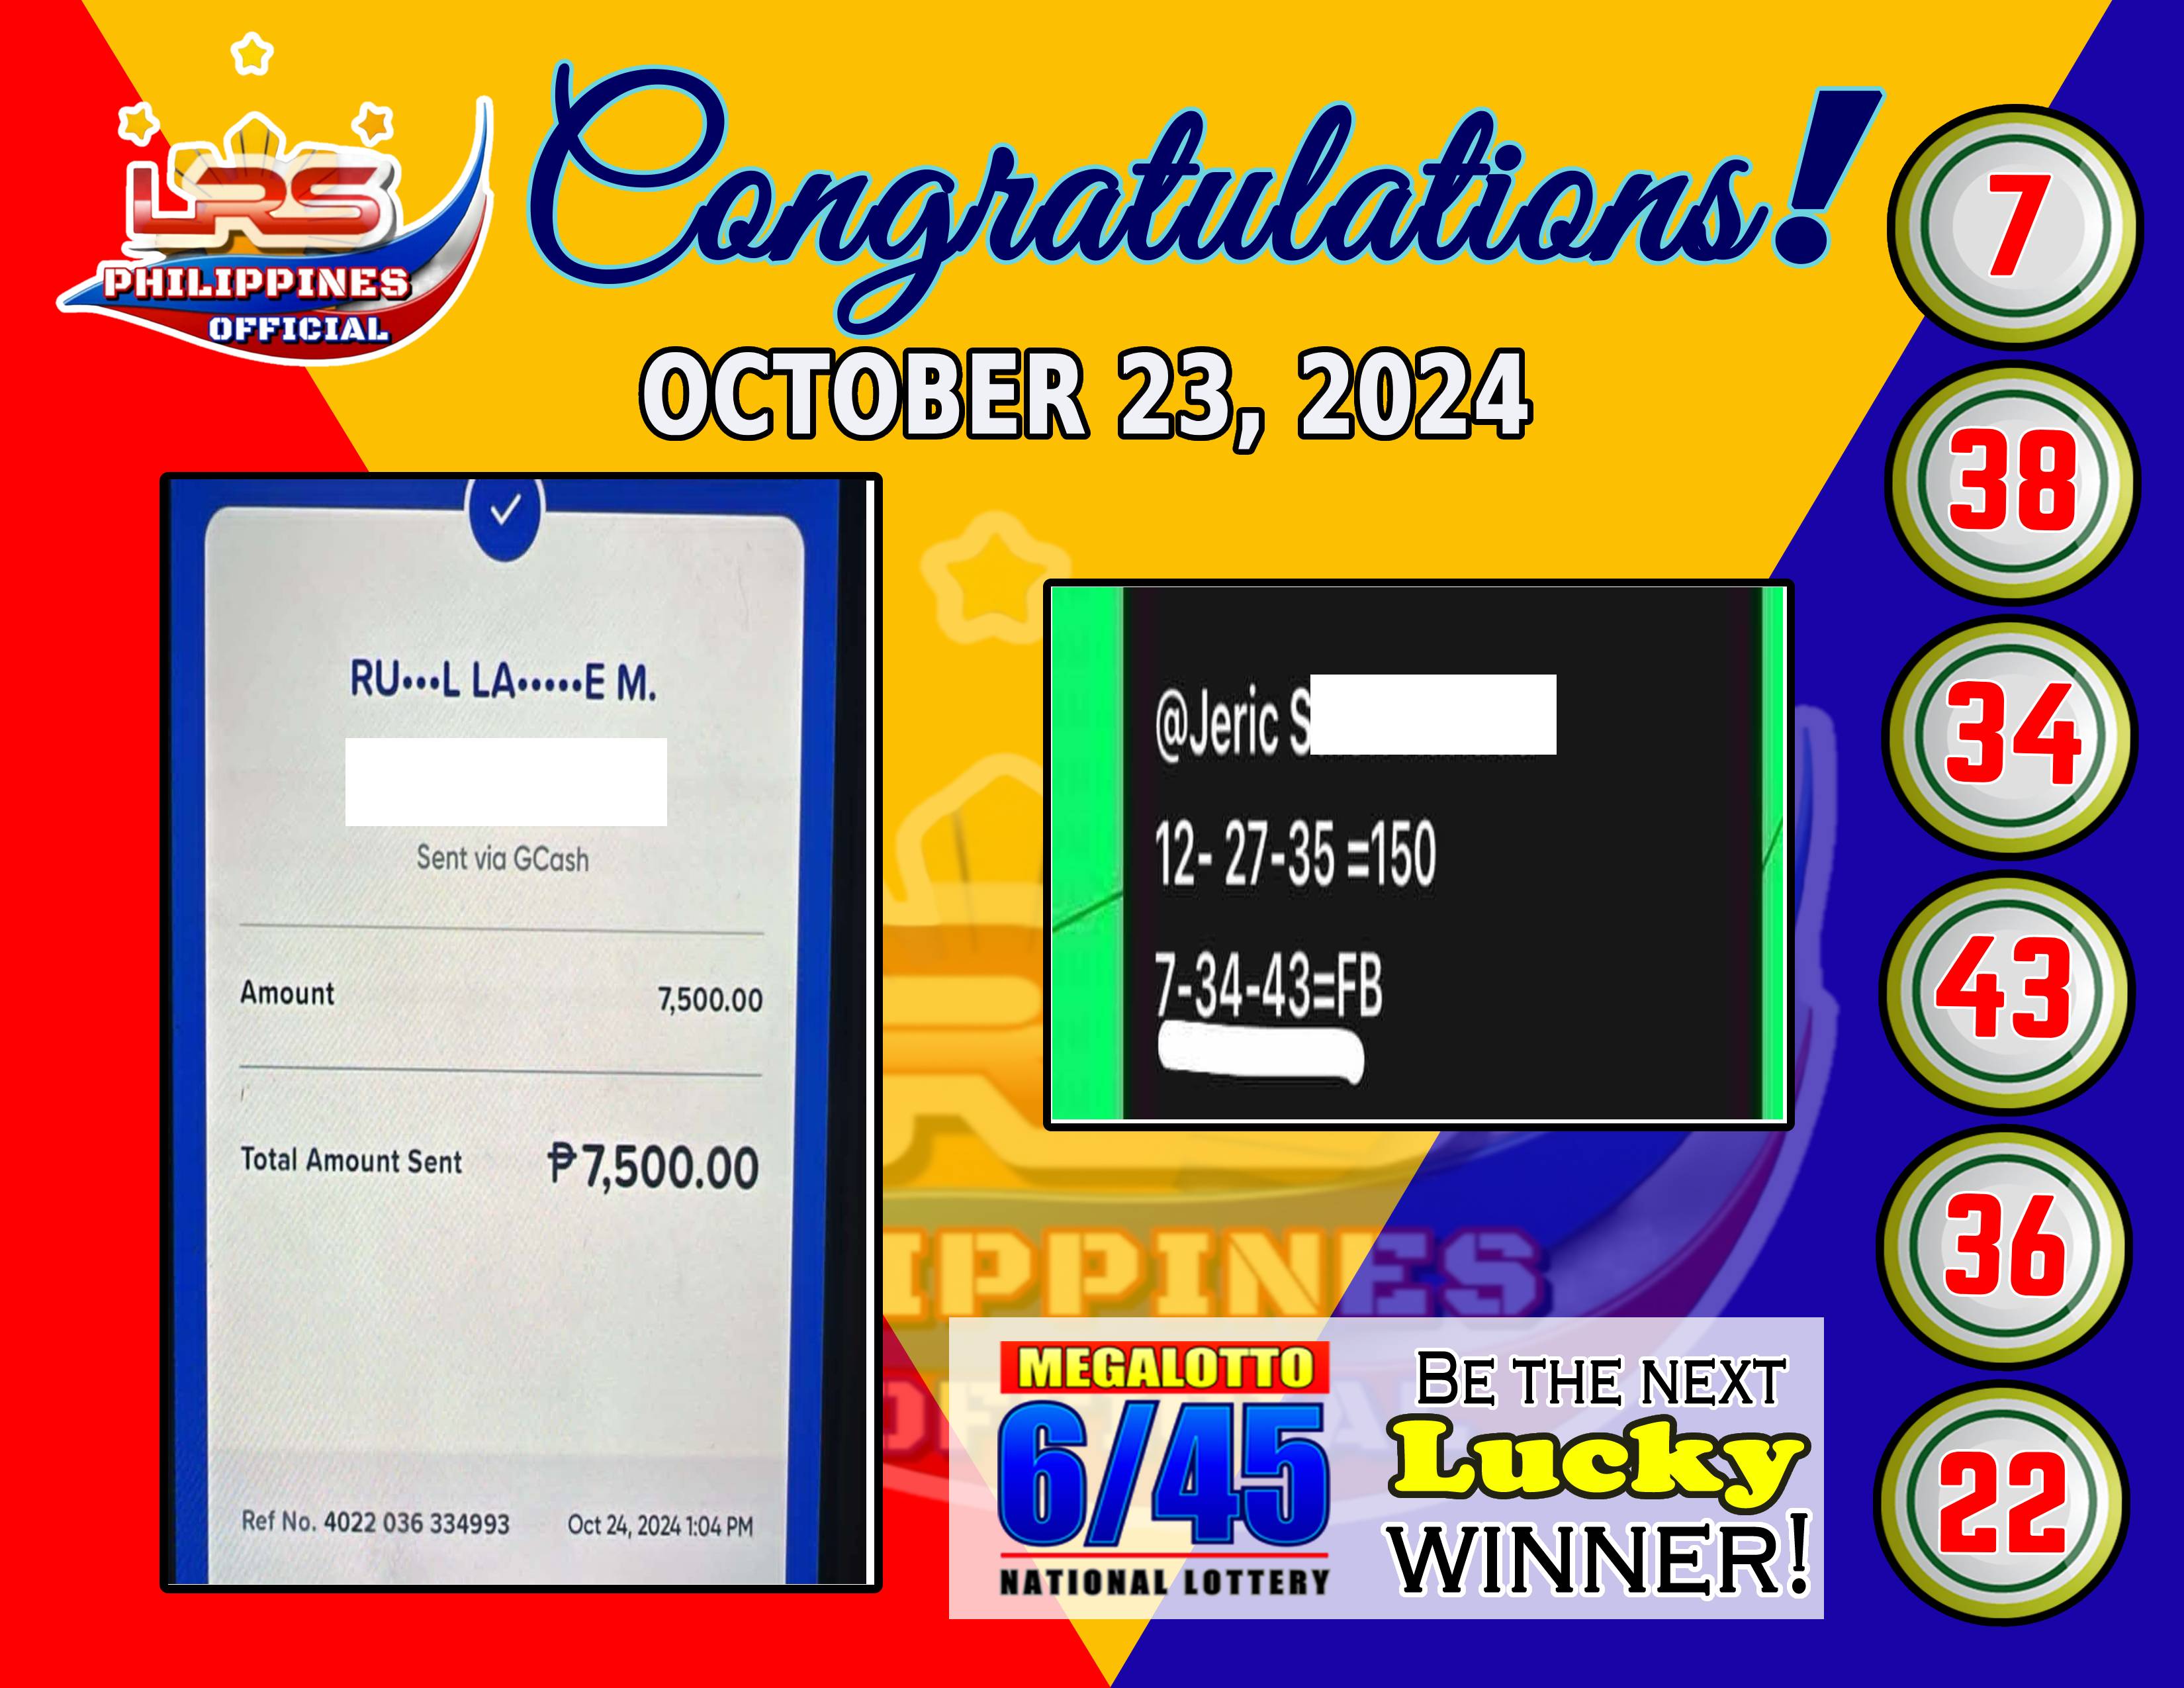 LRS
PHILIPPINES
OFFICIAL
Congratulations!
OCTOBER 23, 2024
RU•••L LA•••••E M.
Sent via GCash
Amount 7,500.00
Total Amount Sent ₱7,500.00
Ref No. 4022 036 334993 Oct 24, 2024 1:04 PM
@Jeric S
12- 27-35 =150
7-34-43=FB
IPPINES
MEGALOTTO
6/45
NATIONAL LOTTERY
BE THE NEXT
Lucky
WINNER!
7
38
34
43
36
22